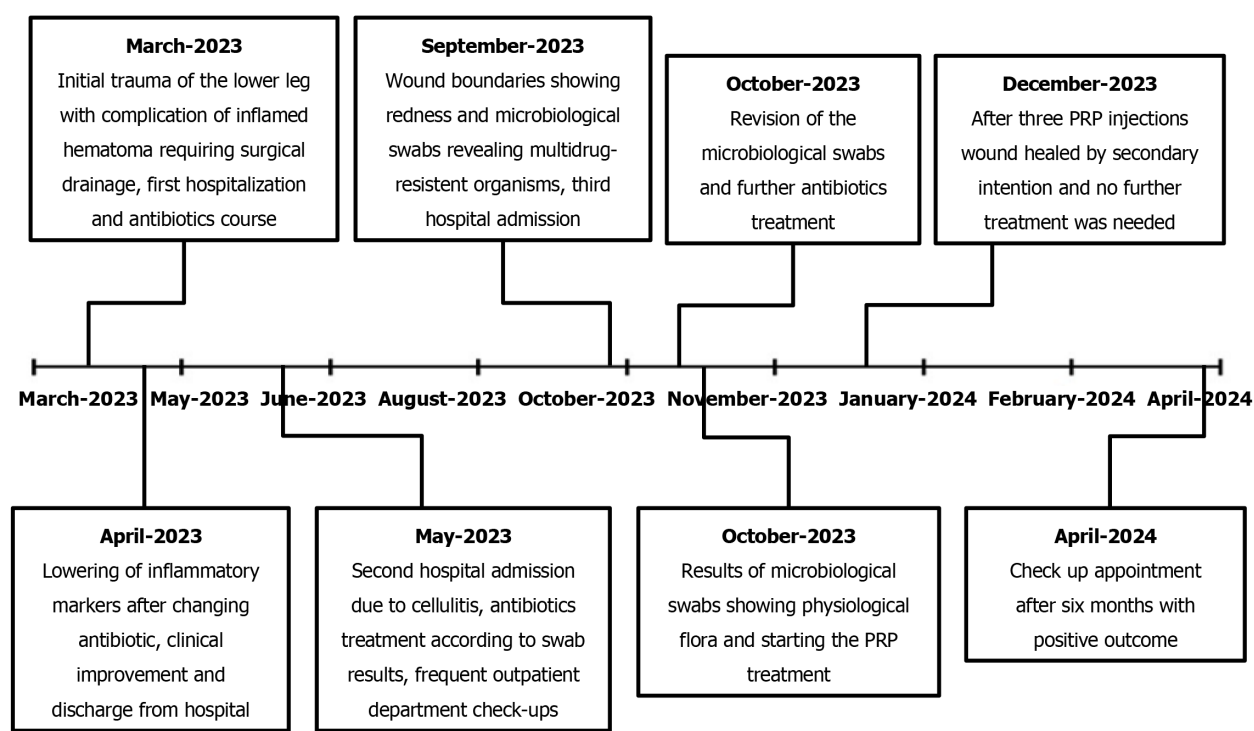 March-2023
Initial trauma of the lower leg
with complication of inflamed
hematoma requiring surgical
drainage, first hospitalization
and antibiotics course
September-2023
Wound boundaries showing
redness and microbiological
swabs revealing multidrug-
resistent organisms, third
hospital admission
October-2023
Revision of the
microbiological swabs
and further antibiotics
treatment
December-2023
After three PRP injections
wound healed by secondary
intention and no further
treatment was needed
March-2023 May-2023 June-2023 August-2023 October-2023 November-2023 January-2024 February-2024 April-2024
April-2023
Lowering of inflammatory
markers after changing
antibiotic, clinical
improvement and
discharge from hospital
May-2023
Second hospital admission
due to cellulitis, antibiotics
treatment according to swab
results, frequent outpatient
department check-ups
October-2023
Results of microbiological
swabs showing physiological
flora and starting the PRP
treatment
April-2024
Check up appointment
after six months with
positive outcome